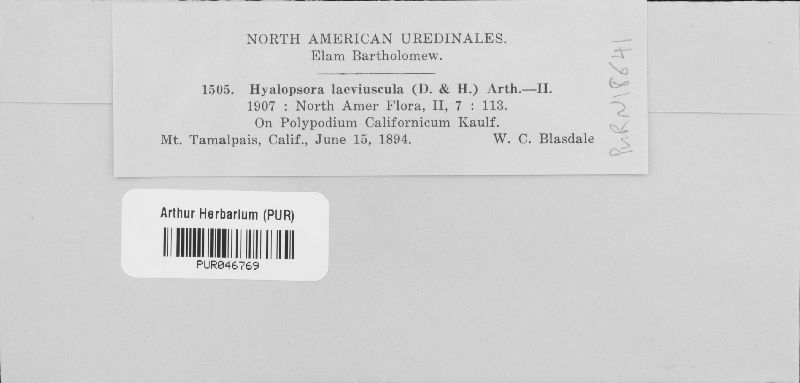 NORTH AMERICAN UREDINALES.
Elam Bartholomew.
1505. Hyalopsora laeviuscula (D. & H.) Arth.—II.
1907 : North Amer Flora, II, 7 : 113.
On Polypodium Californicum Kaulf.
Mt. Tamalpais, Calif., June 15, 1894. W. C. Blasdale
PUR N18641
Arthur Herbarium (PUR)
PUR046769